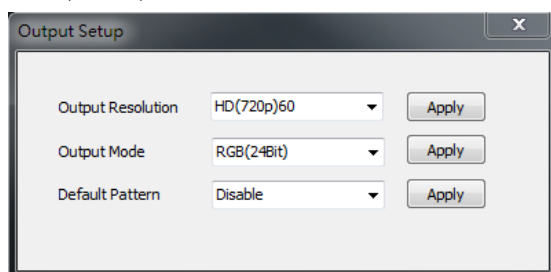 Output Setup x
Output Resolution HD(720p)60 Apply
Output Mode RGB(24Bit) Apply
Default Pattern Disable Apply